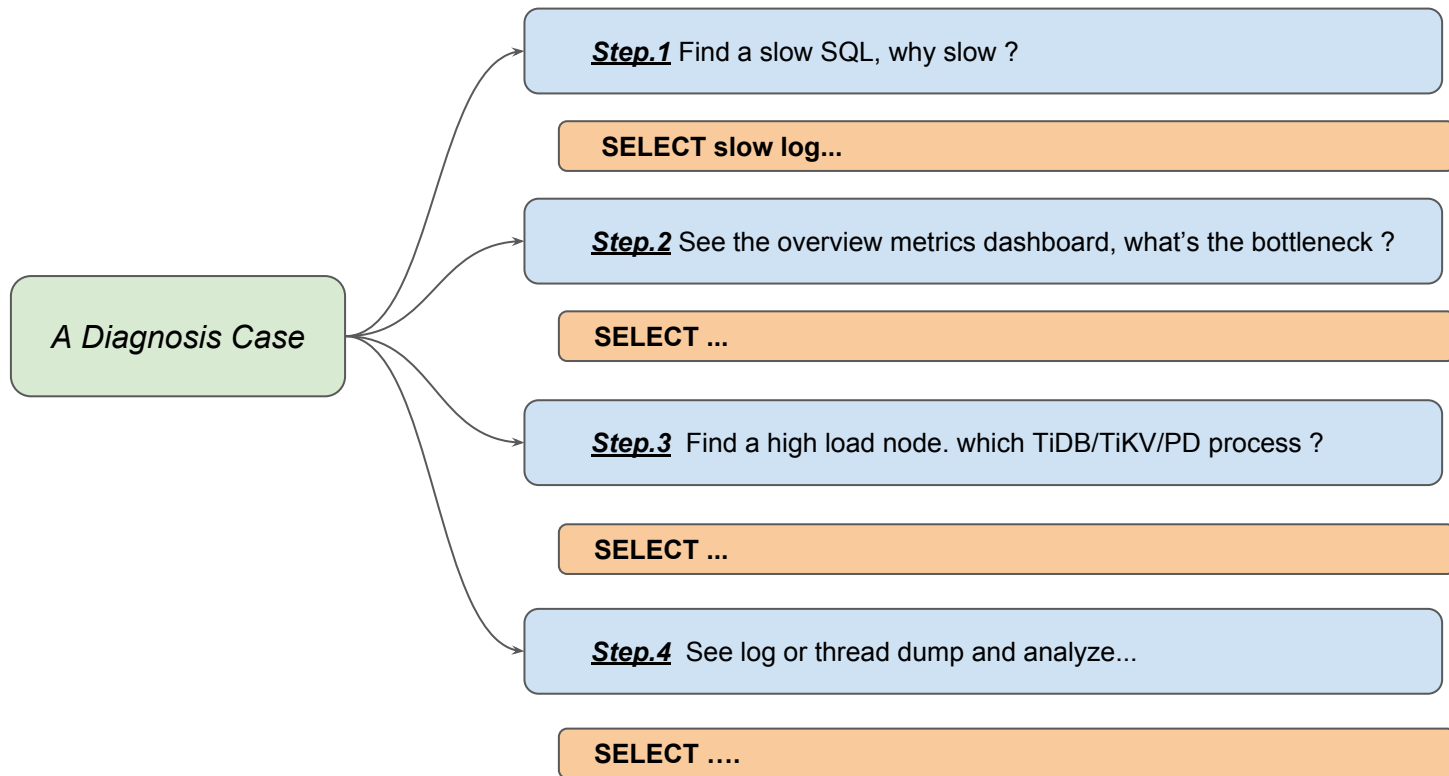 Step.1 Find a slow SQL, why slow ?
SELECT slow log...
Step.2 See the overview metrics dashboard, what’s the bottleneck ?
A Diagnosis Case
SELECT ...
Step.3 Find a high load node. which TiDB/TiKV/PD process ?
SELECT ...
Step.4 See log or thread dump and analyze...
SELECT ....